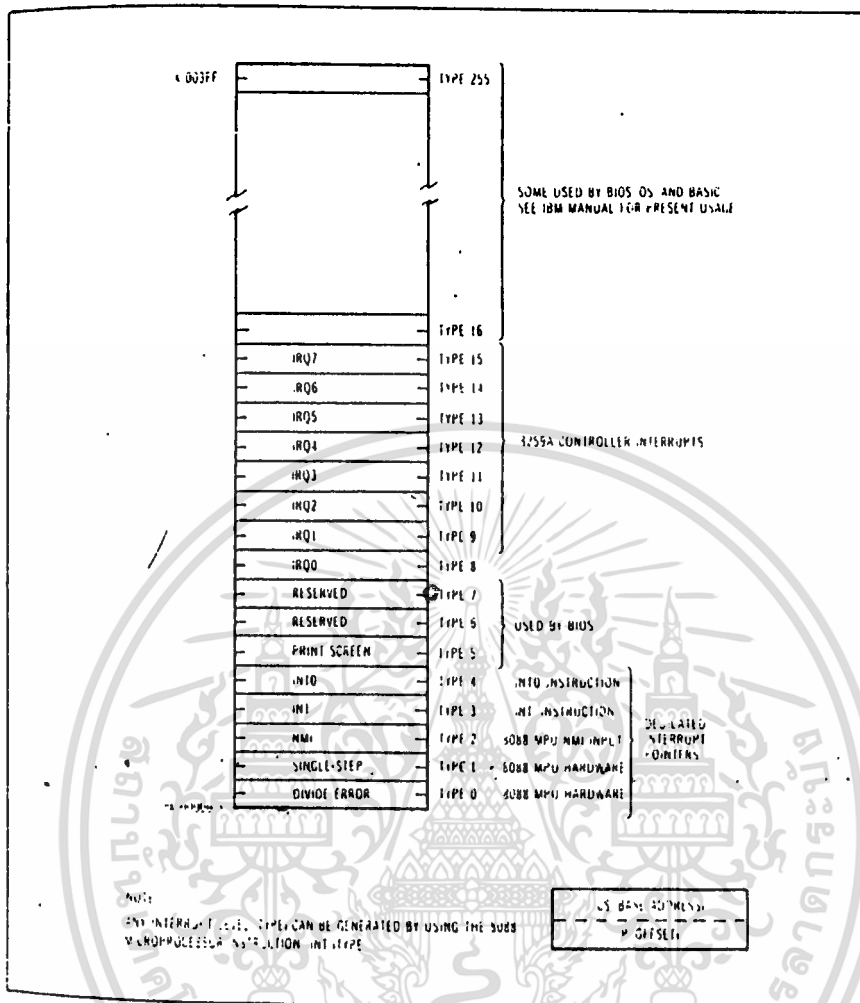 003FF
TYPE 255
SOME USED BY BIOS, OS, AND BASIC
SEE IBM MANUAL FOR PRESENT USAGE
TYPE 16
IRQ7 TYPE 15
IRQ6 TYPE 14
IRQ5 TYPE 13
IRQ4 TYPE 12
8259A CONTROLLER INTERRUPTS
IRQ3 TYPE 11
IRQ2 TYPE 10
IRQ1 TYPE 9
IRQ0 TYPE 8
RESERVED TYPE 7
RESERVED TYPE 6
USED BY BIOS
PRINT SCREEN TYPE 5
INTO TYPE 4 INTO INSTRUCTION
INT TYPE 3 INT INSTRUCTION
NMI TYPE 2 8088 MPU NMI INPUT
SINGLE-STEP TYPE 1 8088 MPU HARDWARE
DIVIDE ERROR TYPE 0 8088 MPU HARDWARE
DEDICATED
INTERRUPT
POINTERS
NOTE
ANY INTERRUPT LEVEL (TYPE) CAN BE GENERATED BY USING THE 8088
MICROPROCESSOR INSTRUCTION INT (TYPE)
CS BASE ADDRESS
IP OFFSET